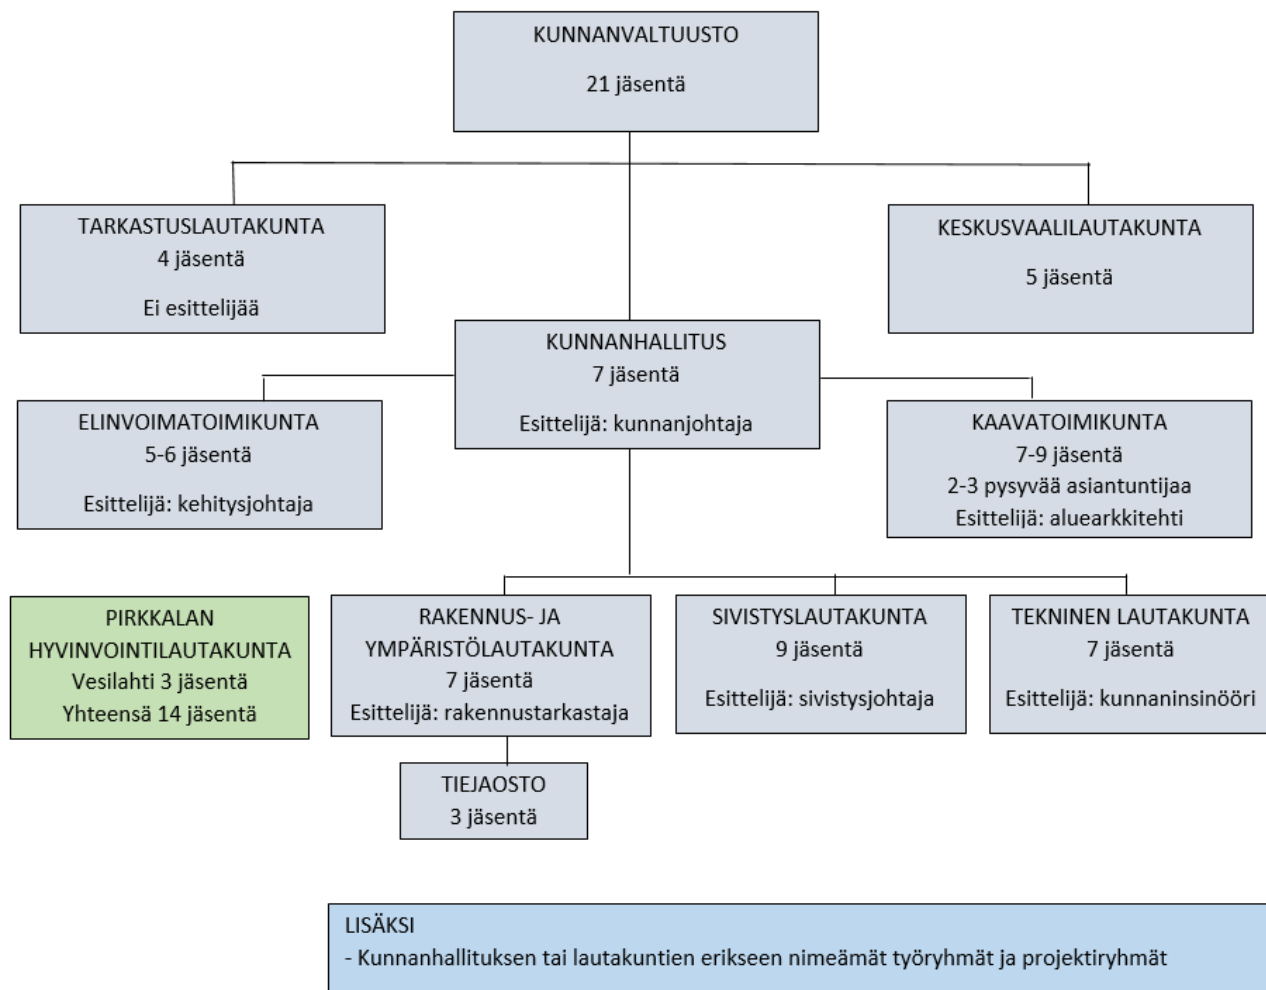 KUNNANVALTUUSTO
21 jäsentä
TARKASTUSLAUTAKUNTA
4 jäsentä
Ei esittelijää
KESKUSVAALILAUTAKUNTA
5 jäsentä
KUNNANHALLITUS
7 jäsentä
Esittelijä: kunnanjohtaja
ELINVOIMATOIMIKUNTA
5-6 jäsentä
Esittelijä: kehitysjohtaja
KAAVATOIMIKUNTA
7-9 jäsentä
2-3 pysyvää asiantuntijaa
Esittelijä: aluearkkitehti
PIRKKALAN
HYVINVOINTILAUTAKUNTA
Vesilahti 3 jäsentä
Yhteensä 14 jäsentä
RAKENNUS- JA
YMPÄRISTÖLAUTAKUNTA
7 jäsentä
Esittelijä: rakennustarkastaja
SIVISTYSLAUTAKUNTA
9 jäsentä
Esittelijä: sivistysjohtaja
TEKNINEN LAUTAKUNTA
7 jäsentä
Esittelijä: kunnaninsinööri
TIEJAOSTO
3 jäsentä
LISÄKSI
- Kunnanhallituksen tai lautakuntien erikseen nimeämät työryhmät ja projektiryhmät